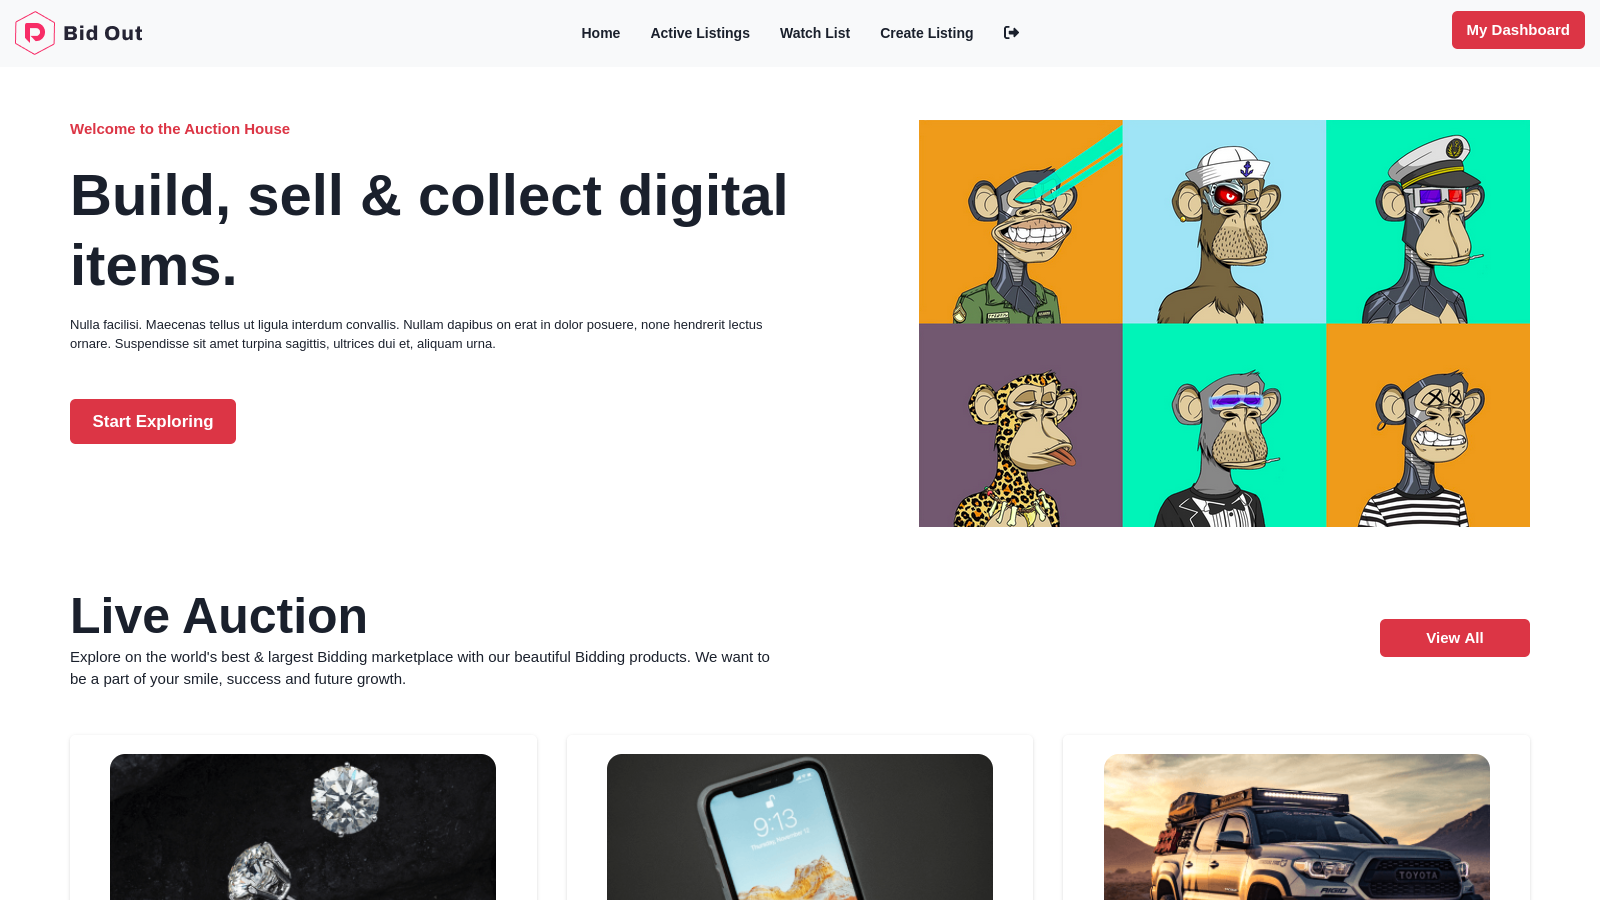 Bid Out
Home
Active Listings
Watch List
Create Listing
My Dashboard
Welcome to the Auction House
Build, sell & collect digital
items.
Nulla facilisi. Maecenas tellus ut ligula interdum convallis. Nullam dapibus on erat in dolor posuere, none hendrerit lectus
ornare. Suspendisse sit amet turpina sagittis, ultrices dui et, aliquam urna.
Start Exploring
Live Auction
Explore on the world's best & largest Bidding marketplace with our beautiful Bidding products. We want to
be a part of your smile, success and future growth.
View All
9:13
TOYOTA
RIGID